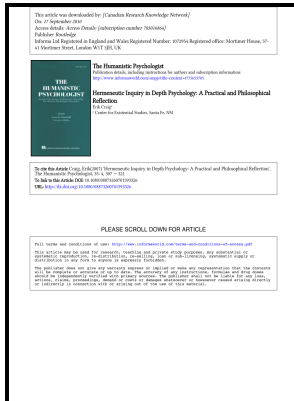 This article was downloaded by: [Canadian Research Knowledge Network]
On: 17 September 2010
Access details: Access Details: [subscription number 783016864]
Publisher Routledge
Informa Ltd Registered in England and Wales Registered Number: 1072954 Registered office: Mortimer House, 37-
41 Mortimer Street, London W1T 3JH, UK
THE
HUMANISTIC
PSYCHOLOGIST
The Humanistic Psychologist
Publication details, including instructions for authors and subscription information:
Hermeneutic Inquiry in Depth Psychology: A Practical and Philosophical
Reflection
Erik Craig
Center for Existential Studies, Santa Fe, NM
To cite this Article Craig, Erik(2007) 'Hermeneutic Inquiry in Depth Psychology: A Practical and Philosophical Reflection',
The Humanistic Psychologist, 35: 4, 307 — 321
To link to this Article: DOI: 10.1080/08873260701593326
URL: http://dx.doi.org/10.1080/08873260701593326
PLEASE SCROLL DOWN FOR ARTICLE
Full terms and conditions of use: http://www.informaworld.com/terms-and-conditions-of-access.pdf
This article may be used for research, teaching and private study purposes. Any substantial or
systematic reproduction, re-distribution, re-selling, loan or sub-licensing, systematic supply or
distribution in any form to anyone is expressly forbidden.
The publisher does not give any warranty express or implied or make any representation that the contents
will be complete or accurate or up to date. The accuracy of any instructions, formulae and drug doses
should be independently verified with primary sources. The publisher shall not be liable for any loss,
actions, claims, proceedings, demand or costs or damages whatsoever or howsoever caused arising directly
or indirectly in connection with or arising out of the use of this material.